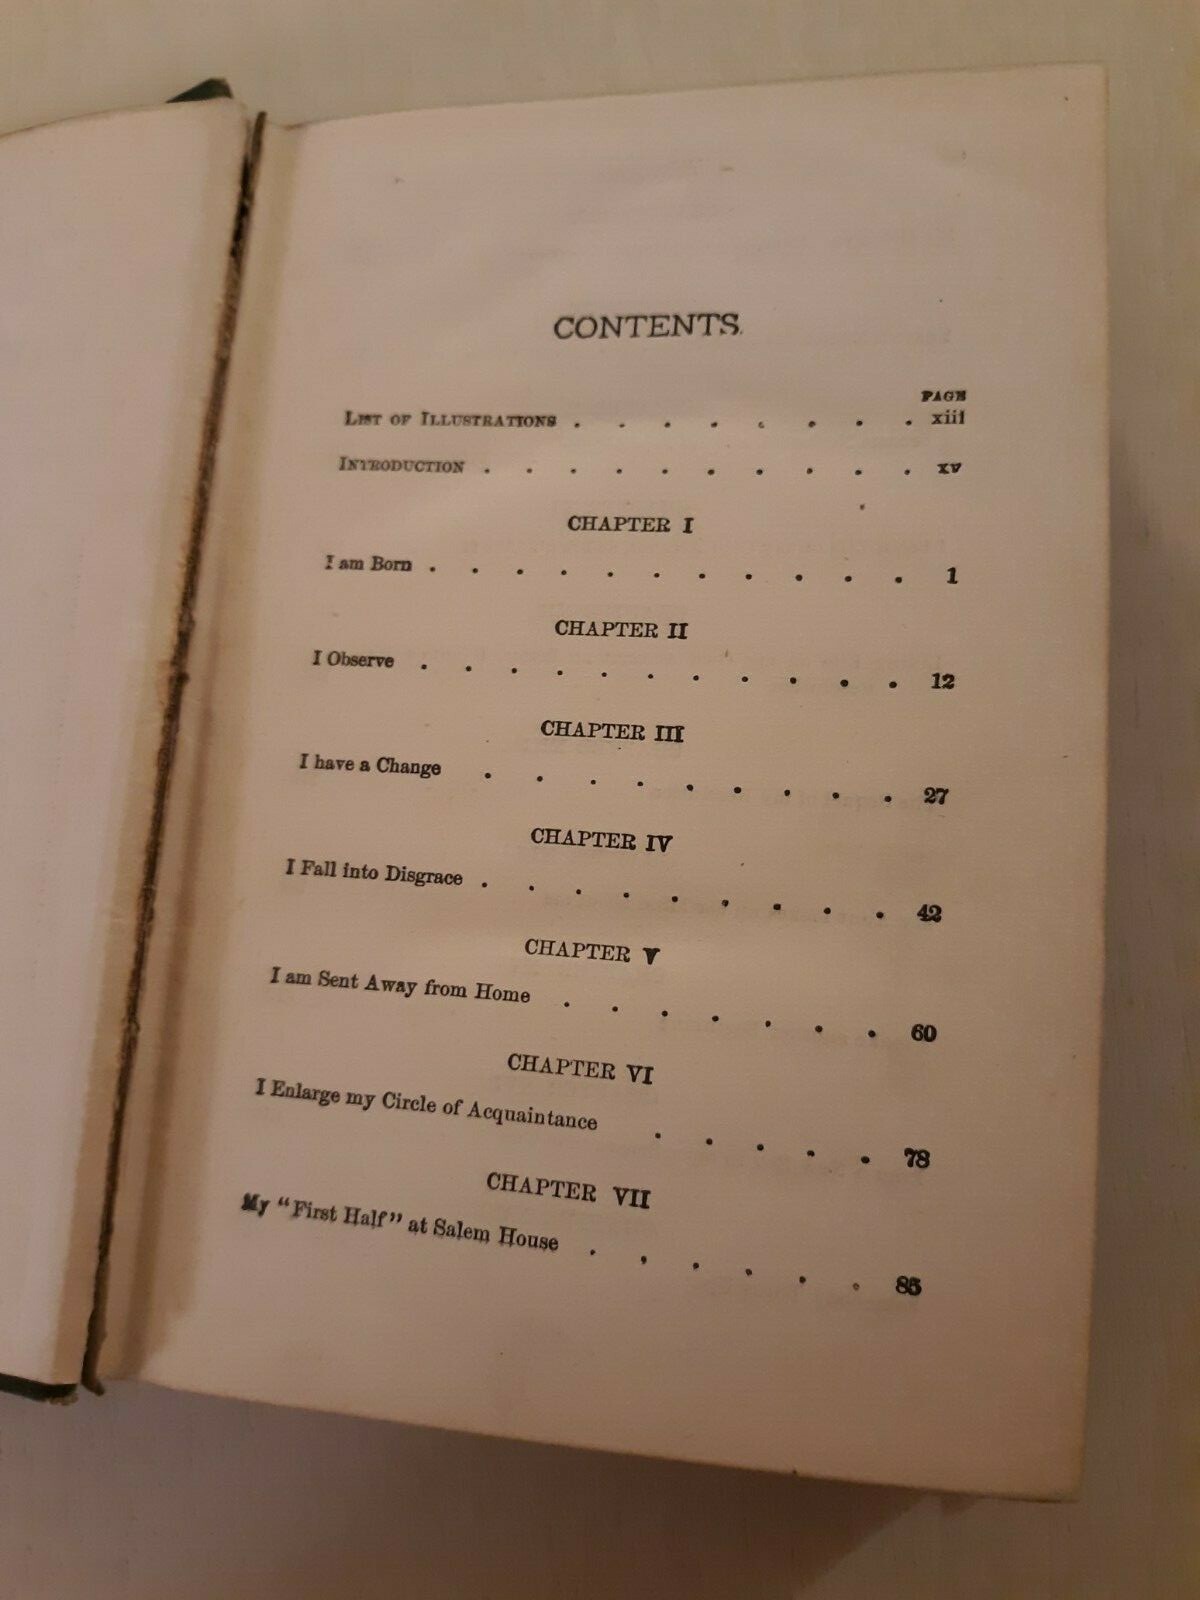 CONTENTS.
PAGE
LIST OF ILLUSTRATIONS . . . . . . . . xiii
INTRODUCTION . . . . . . . . . . xv
CHAPTER I
I am Born . . . . . . . . . . . 1
CHAPTER II
I Observe . . . . . . . . . . . 12
CHAPTER III
I have a Change . . . . . . . . . 27
CHAPTER IV
I Fall into Disgrace . . . . . . . . . 42
CHAPTER V
I am Sent Away from Home . . . . . . . 60
CHAPTER VI
I Enlarge my Circle of Acquaintance . . . . . 78
CHAPTER VII
My “First Half” at Salem House . . . . . . 85